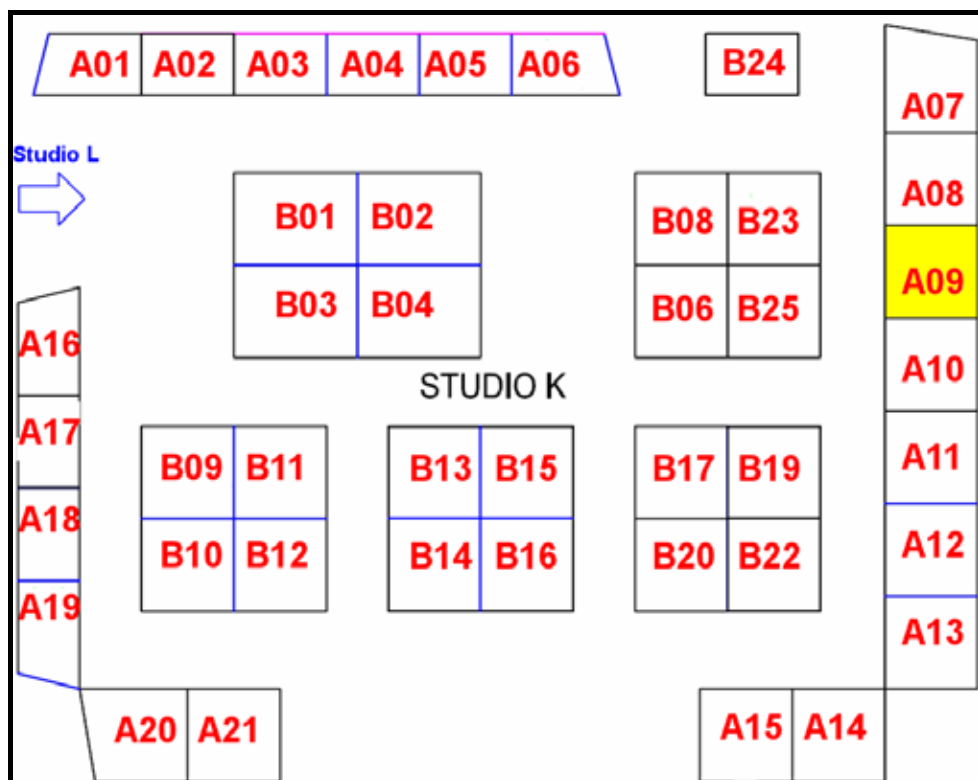 A01 A02 A03 A04 A05 A06
B24
A07
Studio L
A08
B01 B02
B08 B23
A09
B03 B04
B06 B25
A16
A10
STUDIO K
A17
A11
B09 B11
B13 B15
B17 B19
A18
A12
B10 B12
B14 B16
B20 B22
A19
A13
A20 A21
A15 A14